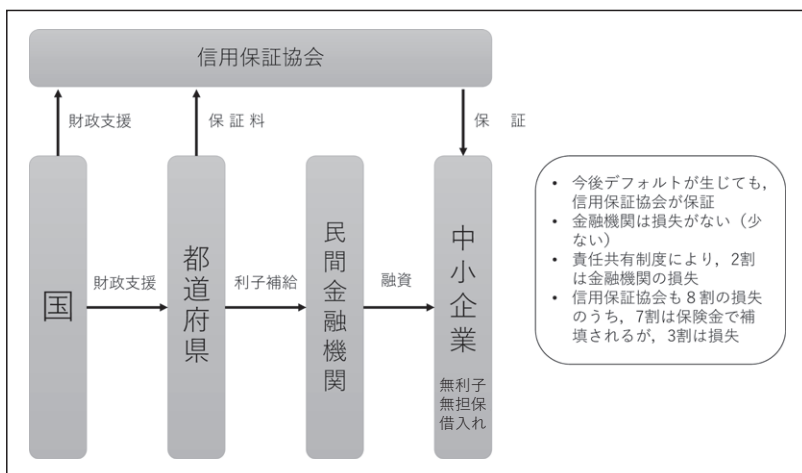 信用保証協会
財政支援
保証料
保 証
国
財政支援
都道府県
利子補給
民間金融機関
融資
中小企業
無利子
無担保
借入れ
• 今後デフォルトが生じても，
信用保証協会が保証
• 金融機関は損失がない（少
ない）
• 責任共有制度により，2割
は金融機関の損失
• 信用保証協会も８割の損失
のうち，7割は保険金で補
填されるが，3割は損失